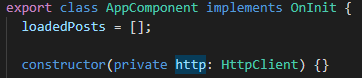 export class AppComponent implements OnInit {
loadedPosts = [];
constructor(private http: HttpClient) {}